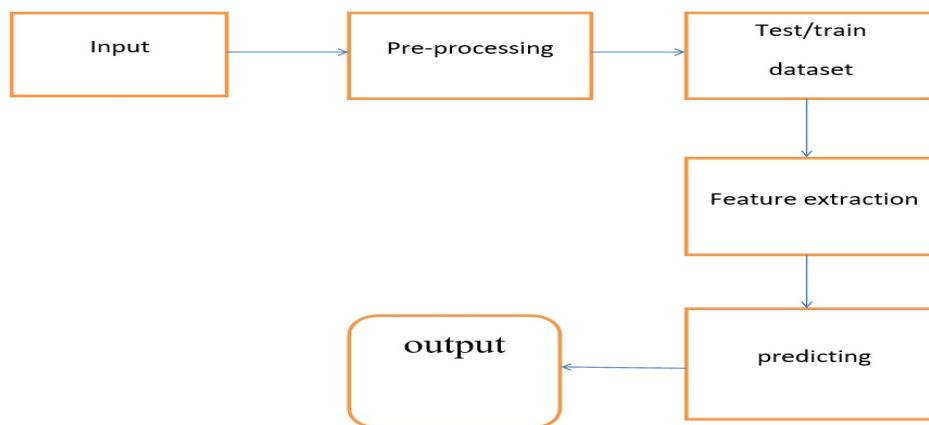 Input
Pre-processing
Test/train
dataset
Feature extraction
predicting
output